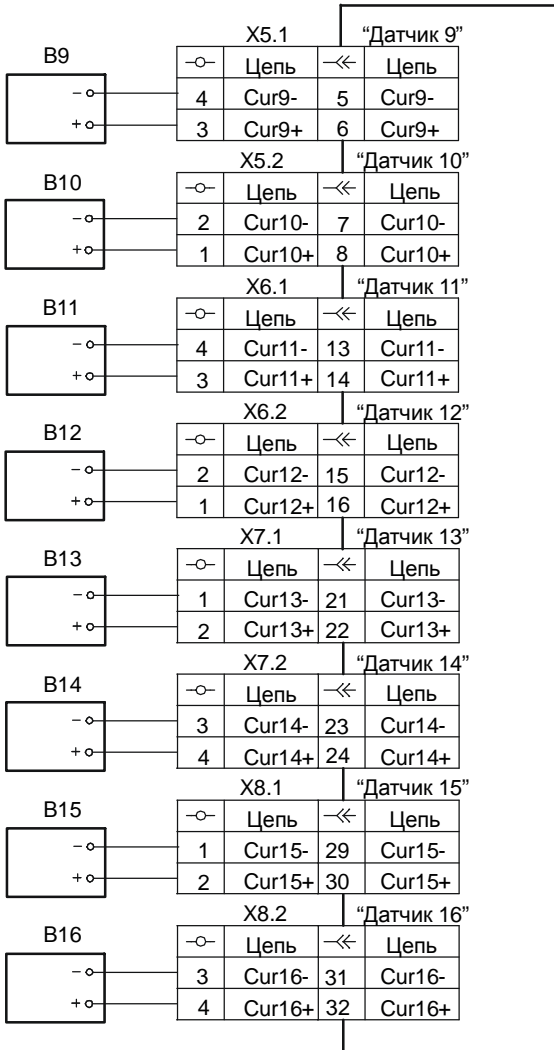 X5.1 “Датчик 9”
B9
Цепь Цепь
- 4 Cur9- 5 Cur9-
+ 3 Cur9+ 6 Cur9+
X5.2 “Датчик 10”
B10
Цепь Цепь
- 2 Cur10- 7 Cur10-
+ 1 Cur10+ 8 Cur10+
X6.1 “Датчик 11”
B11
Цепь Цепь
- 4 Cur11- 13 Cur11-
+ 3 Cur11+ 14 Cur11+
X6.2 “Датчик 12”
B12
Цепь Цепь
- 2 Cur12- 15 Cur12-
+ 1 Cur12+ 16 Cur12+
X7.1 “Датчик 13”
B13
Цепь Цепь
- 1 Cur13- 21 Cur13-
+ 2 Cur13+ 22 Cur13+
X7.2 “Датчик 14”
B14
Цепь Цепь
- 3 Cur14- 23 Cur14-
+ 4 Cur14+ 24 Cur14+
X8.1 “Датчик 15”
B15
Цепь Цепь
- 1 Cur15- 29 Cur15-
+ 2 Cur15+ 30 Cur15+
X8.2 “Датчик 16”
B16
Цепь Цепь
- 3 Cur16- 31 Cur16-
+ 4 Cur16+ 32 Cur16+